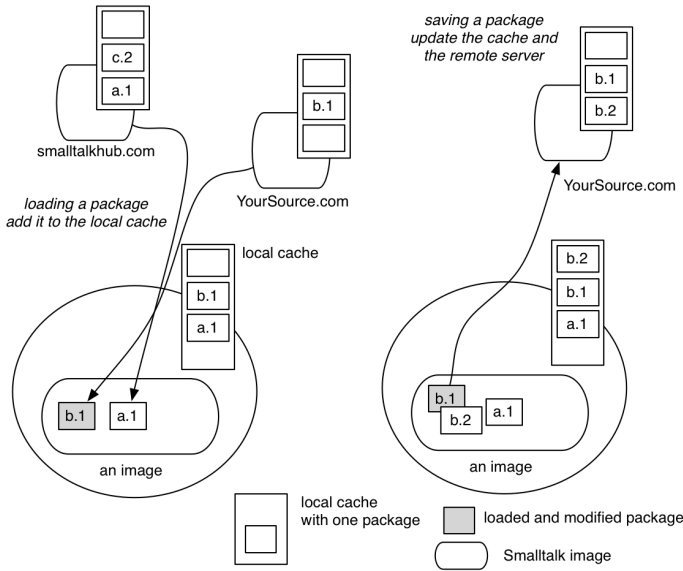 c.2
a.1
smalltalkhub.com
b.1
YourSource.com
loading a package
add it to the local cache
local cache
b.1
a.1
b.1
a.1
an image
saving a package
update the cache and
the remote server
b.1
b.2
YourSource.com
b.2
b.1
a.1
b.1
b.2
a.1
an image
local cache
with one package
loaded and modified package
Smalltalk image